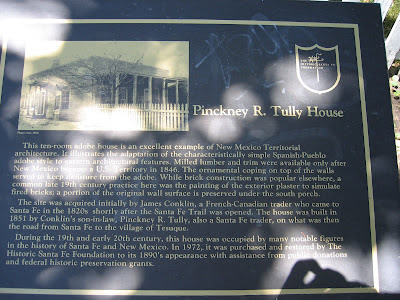 THE
HISTORIC SANTA FE
FOUNDATION
Pinckney R. Tully House
This ten-room adobe house is an excellent example of New Mexico Territorial
architecture. It illustrates the adaptation of the characteristically simple Spanish-Pueblo
adobe style to eastern architectural features. Milled lumber and trim were available only after
New Mexico became a U.S. Territory in 1846. The ornamental coping on top of the walls
serves to keep moisture from the adobe. While brick construction was popular elsewhere, a
common late 19th century practice here was the painting of the exterior plaster to simulate
fired bricks; a portion of the original wall surface is preserved under the south porch.
The site was acquired initially by James Conklin, a French-Canadian trader who came to
Santa Fe in the 1820s shortly after the Santa Fe Trail was opened. The house was built in
1851 by Conklin's son-in-law, Pinckney R. Tully, also a Santa Fe trader, on what was then
the road from Santa Fe to the village of Tesuque.
During the 19th and early 20th century, this house was occupied by many notable figures
in the history of Santa Fe and New Mexico. In 1972, it was purchased and restored by The
Historic Santa Fe Foundation to its 1890's appearance with assistance from public donations
and federal historic preservation grants.